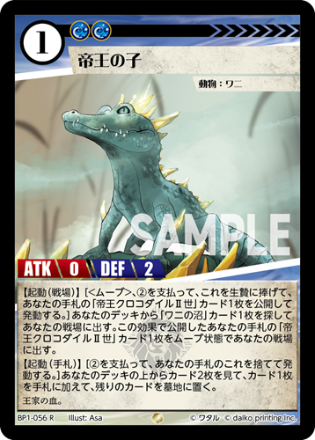 1
帝王の子
動物：ワニ
SAMPLE
ATK 0 DEF 2
【起動（戦場）】［<ムーブ>、②を支払って、これを生贄に捧げて、
あなたの手札の「帝王クロコダイルⅡ世」カード1枚を公開して
発動する。］あなたのデッキから「ワニの沼」カード1枚を探して
あなたの戦場に出す。この効果で公開したあなたの手札の「帝
王クロコダイルⅡ世」カード1枚をムーブ状態であなたの戦場
に出す。
【起動（手札）】［②を支払って、あなたの手札のこれを捨てて発
動する。］あなたのデッキの上からカード2枚を見て、カード1枚
を手札に加えて、残りのカードを墓地に置く。
王家の血。
BP1-056 R Illust: Asa
© ワタル © daiko printing Inc.